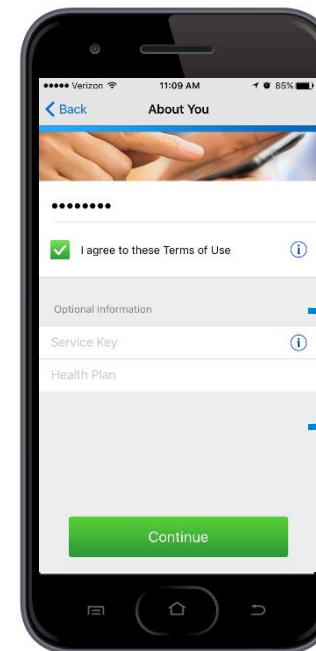 ●●●●● Verizon 11:09 AM 85%
Back About You
••••••••
I agree to these Terms of Use
Optional Information
Service Key
Health Plan
Continue